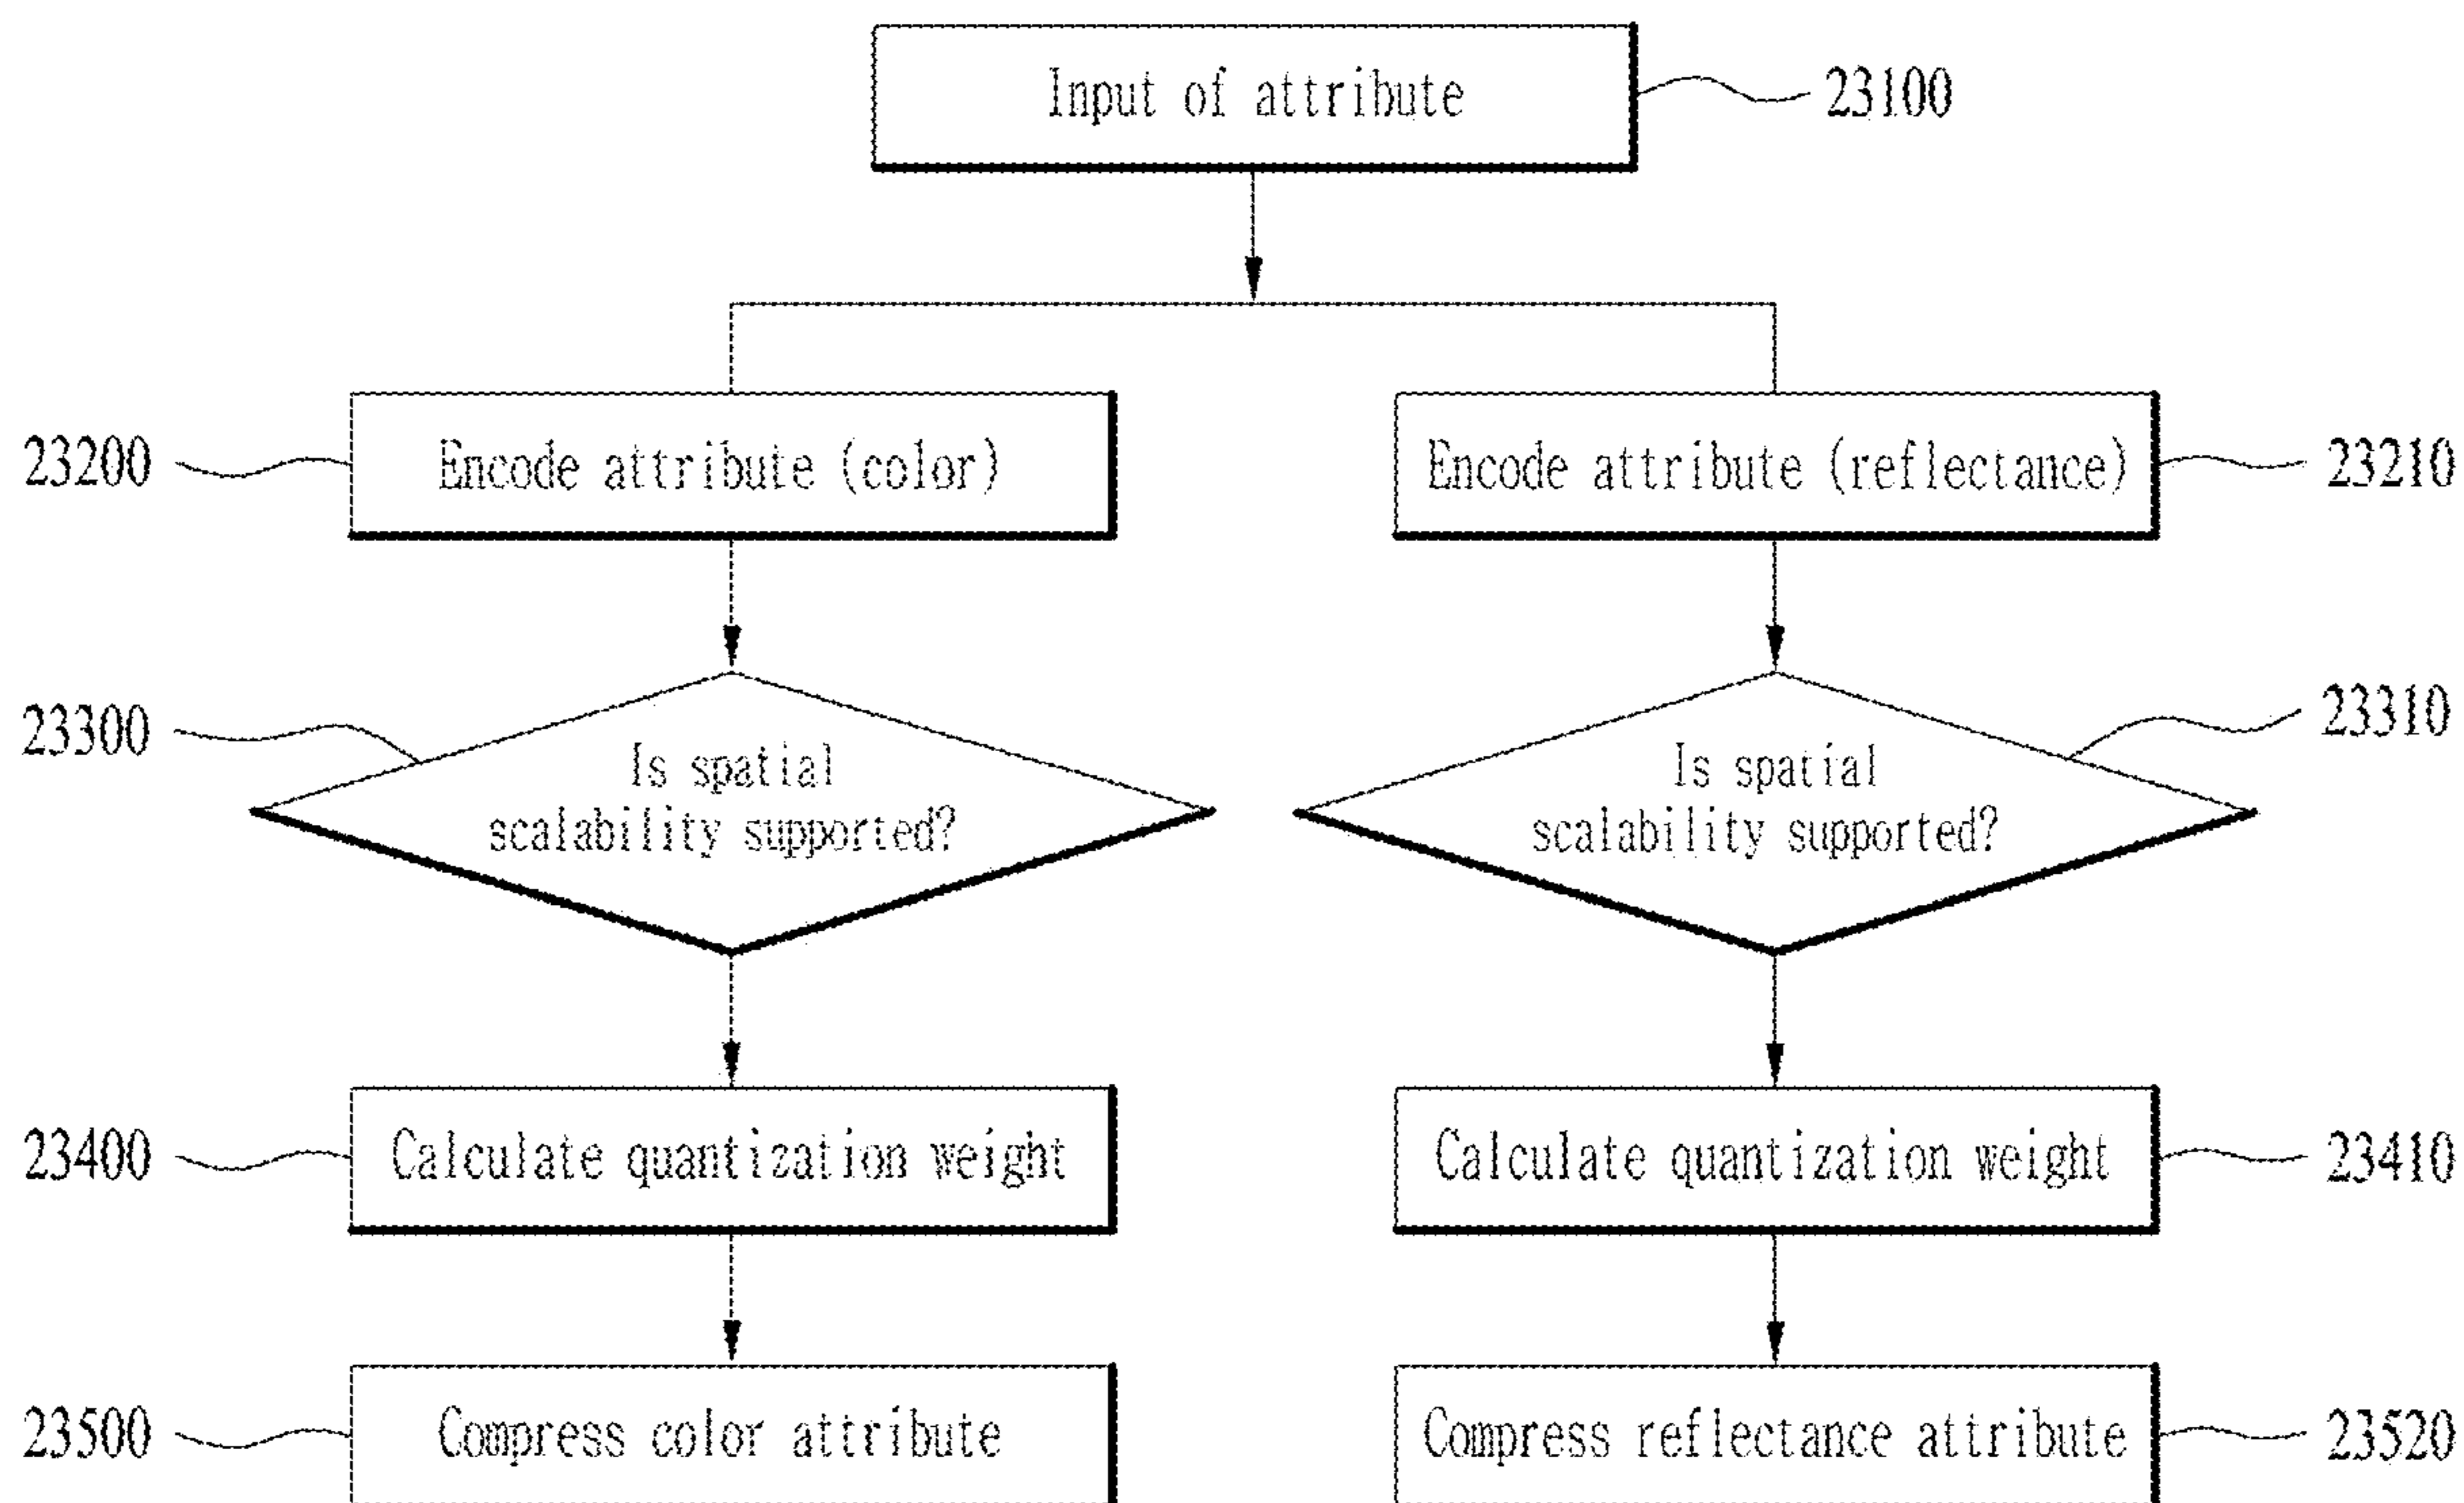 Input of attribute 23100
23200 Encode attribute (color)
Encode attribute (reflectance) 23210
23300 Is spatial
scalability supported?
Is spatial 23310
scalability supported?
23400 Calculate quantization weight
Calculate quantization weight 23410
23500 Compress color attribute
Compress reflectance attribute 23520